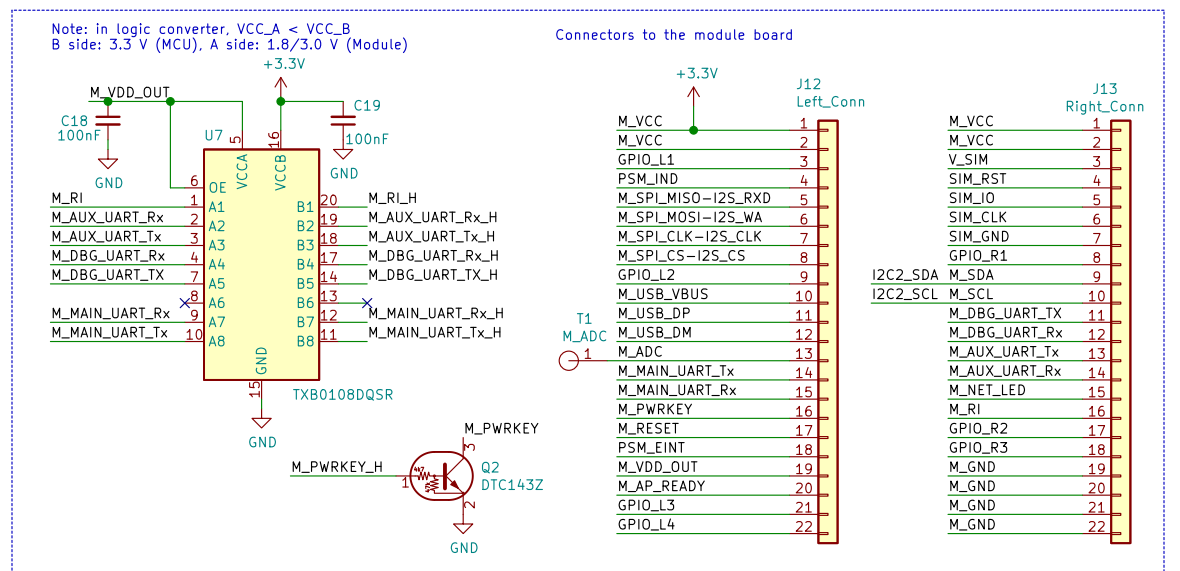 Note: in logic converter, VCC_A < VCC_B
B side: 3.3 V (MCU), A side: 1.8/3.0 V (Module)
Connectors to the module board
+3.3V
M_VDD_OUT
C18
100nF
GND
C19
100nF
GND
U7
5
16
VCCA
VCCB
6 OE
M_RI 1 A1 B1 20 M_RI_H
M_AUX_UART_Rx 2 A2 B2 19 M_AUX_UART_Rx_H
M_AUX_UART_Tx 3 A3 B3 18 M_AUX_UART_Tx_H
M_DBG_UART_Rx 4 A4 B4 17 M_DBG_UART_Rx_H
M_DBG_UART_TX 7 A5 B5 14 M_DBG_UART_TX_H
8 A6 B6 13
M_MAIN_UART_Rx 9 A7 B7 12 M_MAIN_UART_Rx_H
M_MAIN_UART_Tx 10 A8 B8 11 M_MAIN_UART_Tx_H
GND
15
TXB0108DQSR
GND
M_PWRKEY
3
M_PWRKEY_H
1
4k7
Q2
DTC143Z
2
GND
+3.3V
J12
Left_Conn
M_VCC 1
M_VCC 2
GPIO_L1 3
PSM_IND 4
M_SPI_MISO-I2S_RXD 5
M_SPI_MOSI-I2S_WA 6
M_SPI_CLK-I2S_CLK 7
M_SPI_CS-I2S_CS 8
GPIO_L2 9
M_USB_VBUS 10
M_USB_DP 11
M_USB_DM 12
T1
M_ADC
1
M_ADC 13
M_MAIN_UART_Tx 14
M_MAIN_UART_Rx 15
M_PWRKEY 16
M_RESET 17
PSM_EINT 18
M_VDD_OUT 19
M_AP_READY 20
GPIO_L3 21
GPIO_L4 22
J13
Right_Conn
M_VCC 1
M_VCC 2
V_SIM 3
SIM_RST 4
SIM_IO 5
SIM_CLK 6
SIM_GND 7
GPIO_R1 8
I2C2_SDA M_SDA 9
I2C2_SCL M_SCL 10
M_DBG_UART_TX 11
M_DBG_UART_Rx 12
M_AUX_UART_Tx 13
M_AUX_UART_Rx 14
M_NET_LED 15
M_RI 16
GPIO_R2 17
GPIO_R3 18
M_GND 19
M_GND 20
M_GND 21
M_GND 22